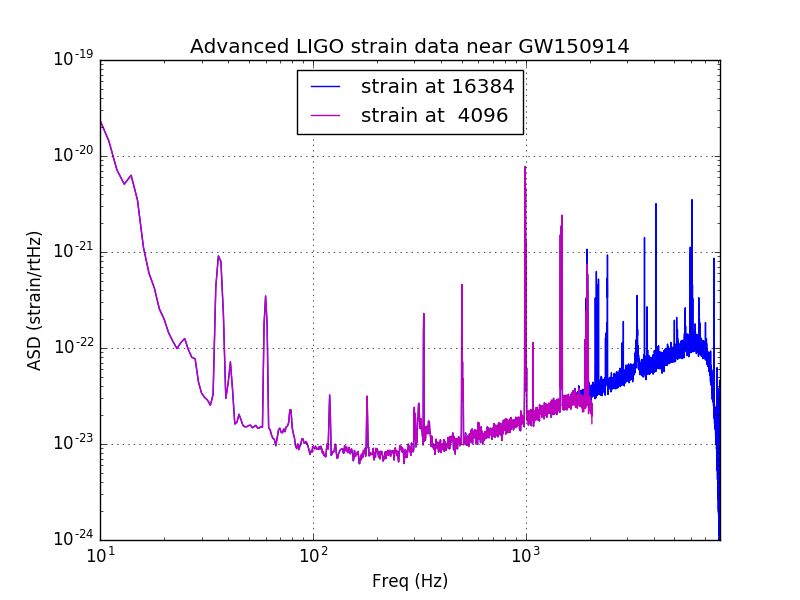 Advanced LIGO strain data near GW150914
strain at 16384
strain at  4096
ASD (strain/rtHz)
10^-19
10^-20
10^-21
10^-22
10^-23
10^-24
10^1
10^2
10^3
Freq (Hz)